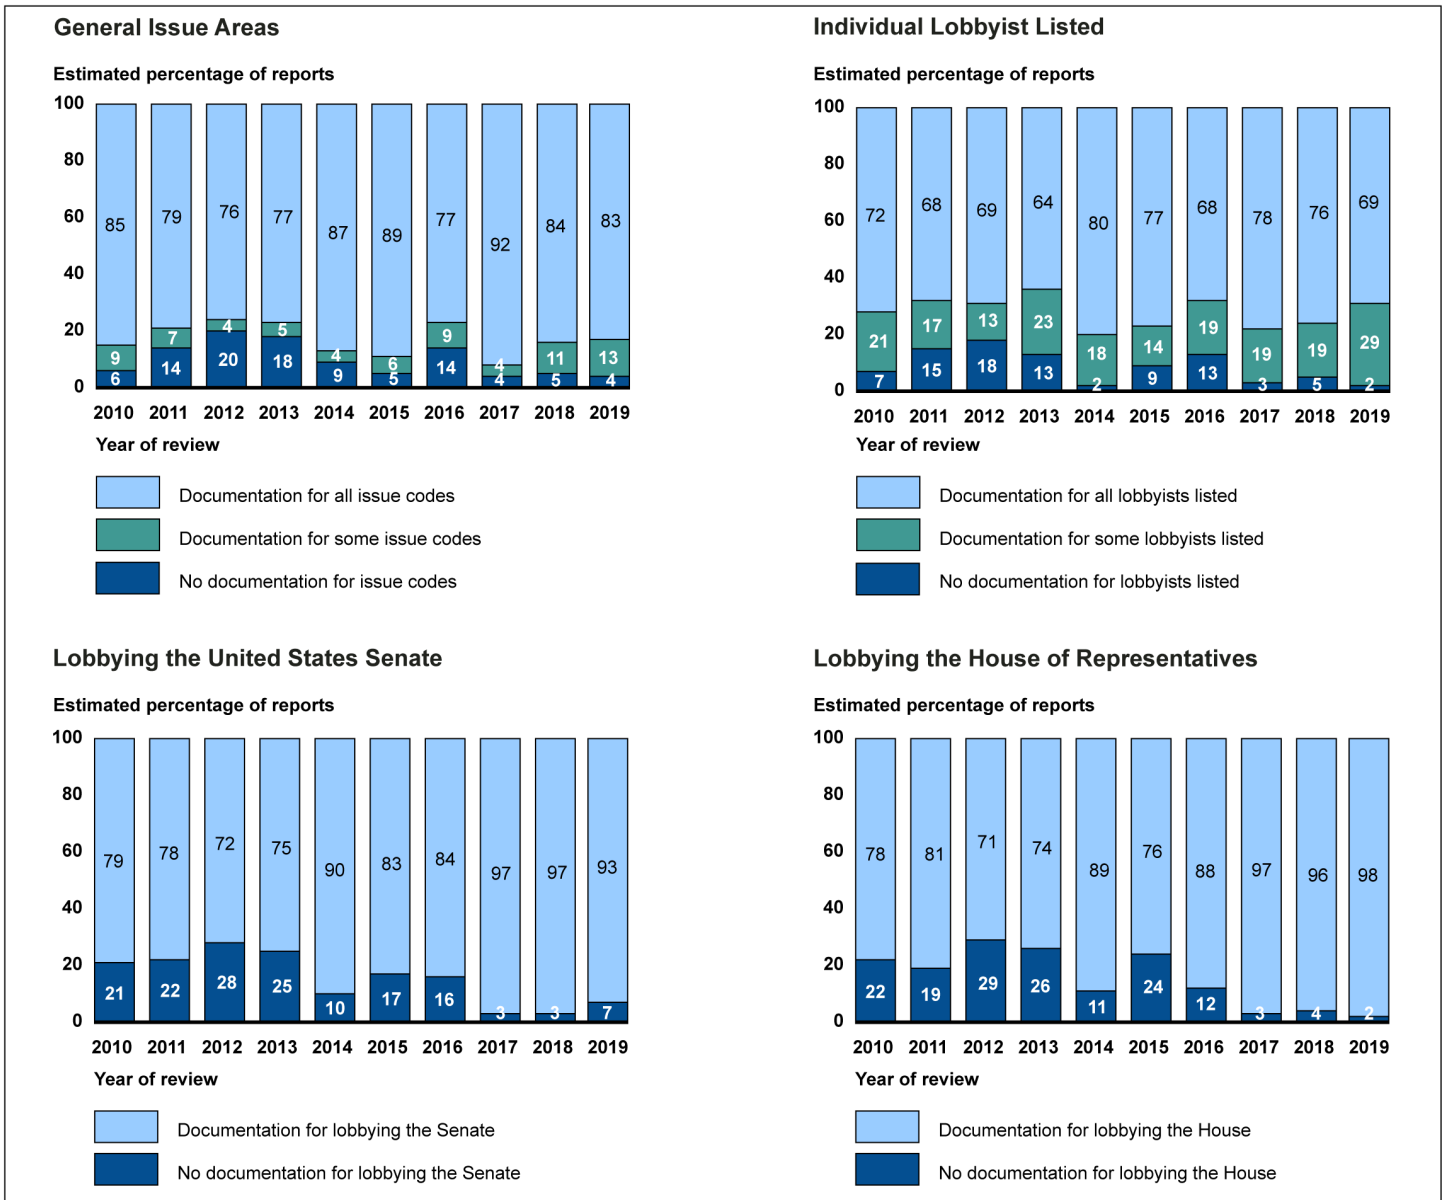 General Issue Areas
Estimated percentage of reports
100
80
60
40
20
0
85 79 76 77 87 89 77 92 84 83
9 7 4 5 4 6 9 4 11 13
6 14 20 18 9 5 14 4 5 4
2010 2011 2012 2013 2014 2015 2016 2017 2018 2019
Year of review
Documentation for all issue codes
Documentation for some issue codes
No documentation for issue codes
Individual Lobbyist Listed
Estimated percentage of reports
100
80
60
40
20
0
72 68 69 64 80 77 68 78 76 69
21 17 13 23 18 14 19 19 19 29
7 15 18 13 2 9 13 3 5 2
2010 2011 2012 2013 2014 2015 2016 2017 2018 2019
Year of review
Documentation for all lobbyists listed
Documentation for some lobbyists listed
No documentation for lobbyists listed
Lobbying the United States Senate
Estimated percentage of reports
100
80
60
40
20
0
79 78 72 75 90 83 84 97 97 93
21 22 28 25 10 17 16 3 3 7
2010 2011 2012 2013 2014 2015 2016 2017 2018 2019
Year of review
Documentation for lobbying the Senate
No documentation for lobbying the Senate
Lobbying the House of Representatives
Estimated percentage of reports
100
80
60
40
20
0
78 81 71 74 89 76 88 97 96 98
22 19 29 26 11 24 12 3 4 2
2010 2011 2012 2013 2014 2015 2016 2017 2018 2019
Year of review
Documentation for lobbying the House
No documentation for lobbying the House